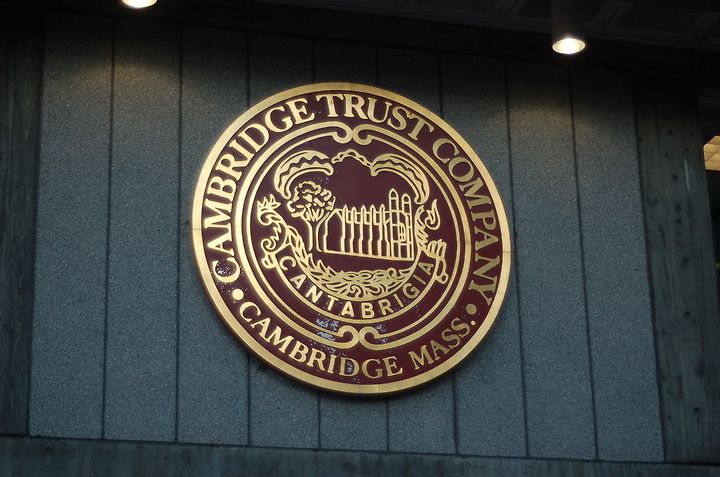 CAMBRIDGE TRUST COMPANY
CANTABRIGIA
• CAMBRIDGE MASS. •